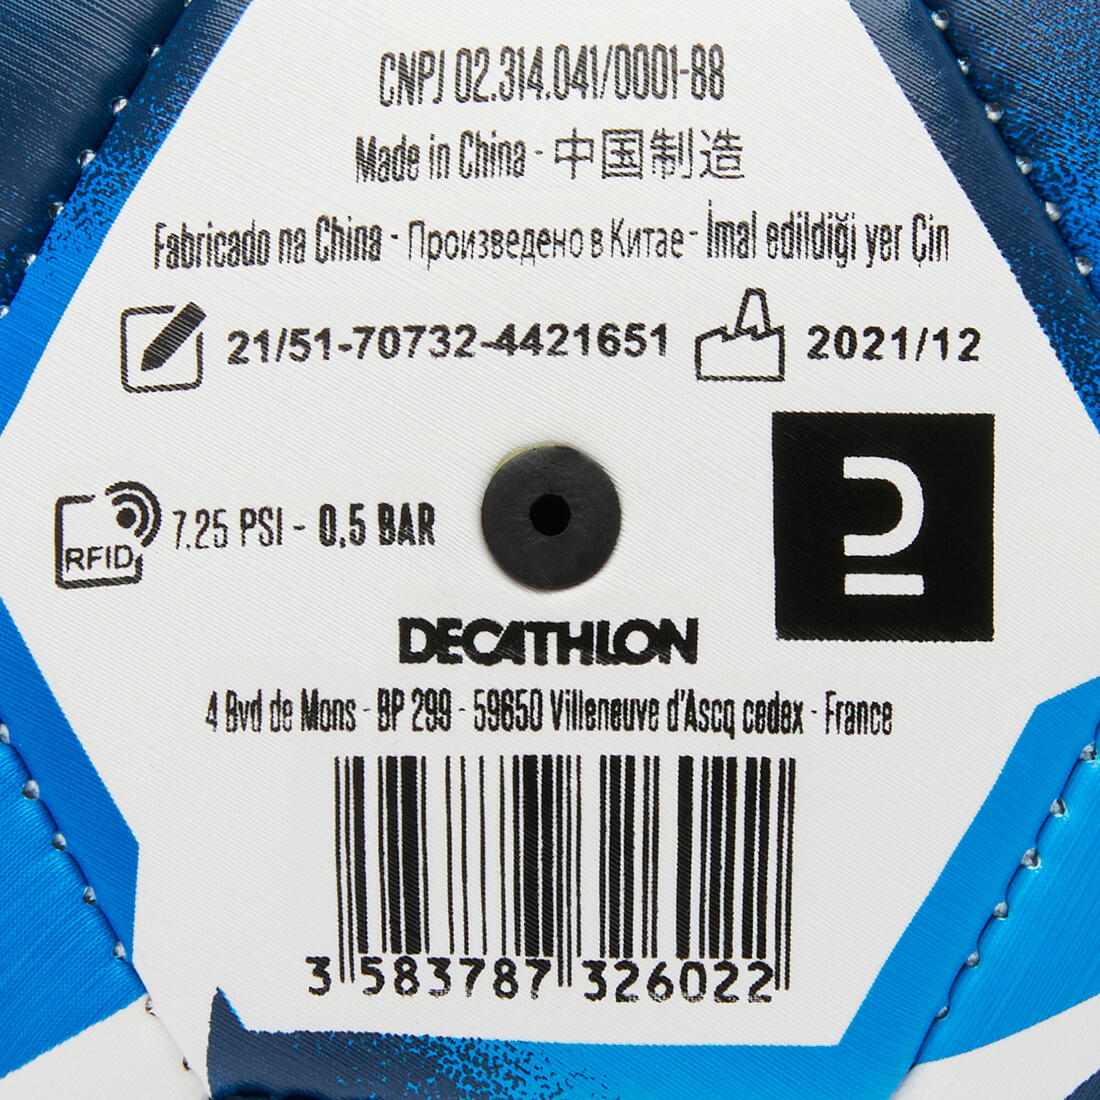 CNPJ 02.314.041/0001-88
Made in China - 中国制造
Fabricado na China - Произведено в Китае - İmal edildiği yer Çin
21/51-70732-4421651 2021/12
RFID 7.25 PSI - 0,5 BAR
DECATHLON
4 Bvd de Mons - BP 299 - 59650 Villeneuve d'Ascq cedex - France
3 583787 326022